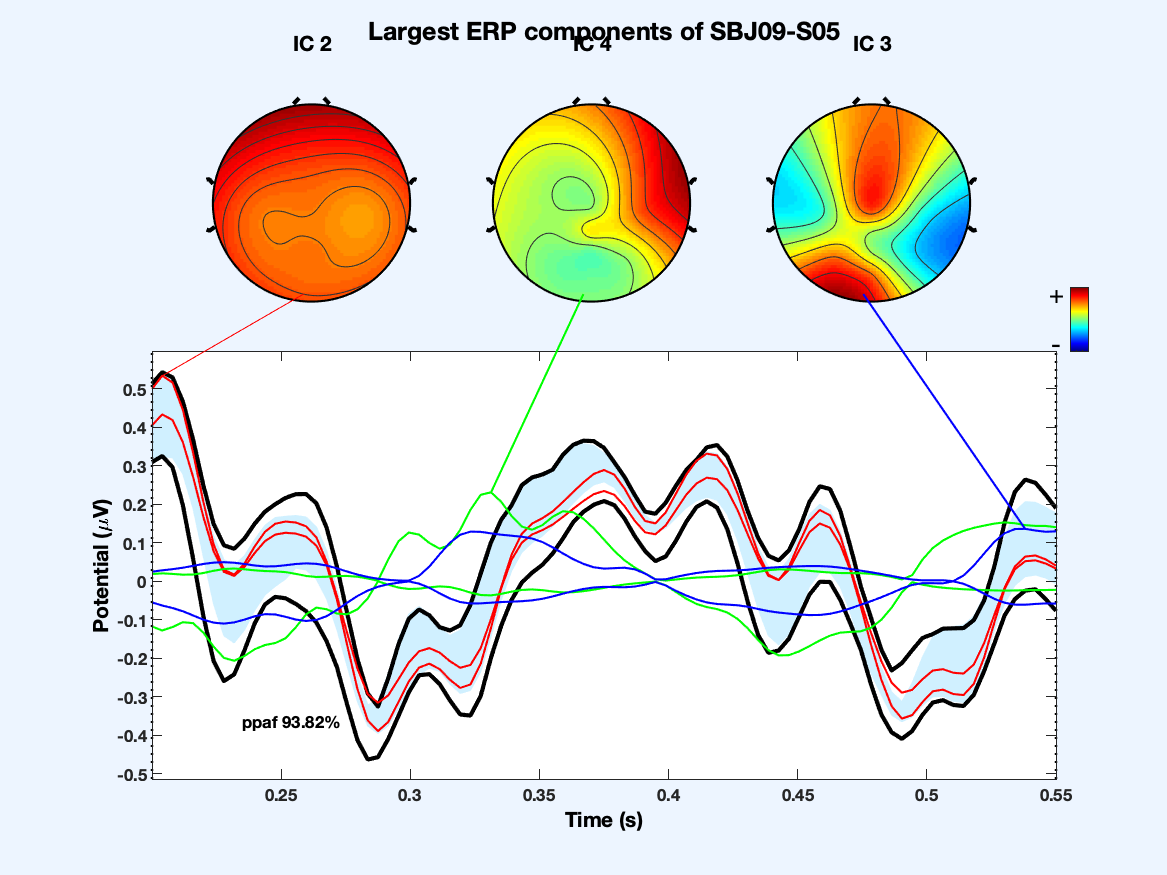 Largest ERP components of SBJ09-S05
IC 2
IC 4
IC 3
+
-
Potential (μV)
0.5
0.4
0.3
0.2
0.1
0
-0.1
-0.2
-0.3
-0.4
-0.5
ppaf 93.82%
0.25 0.3 0.35 0.4 0.45 0.5 0.55
Time (s)